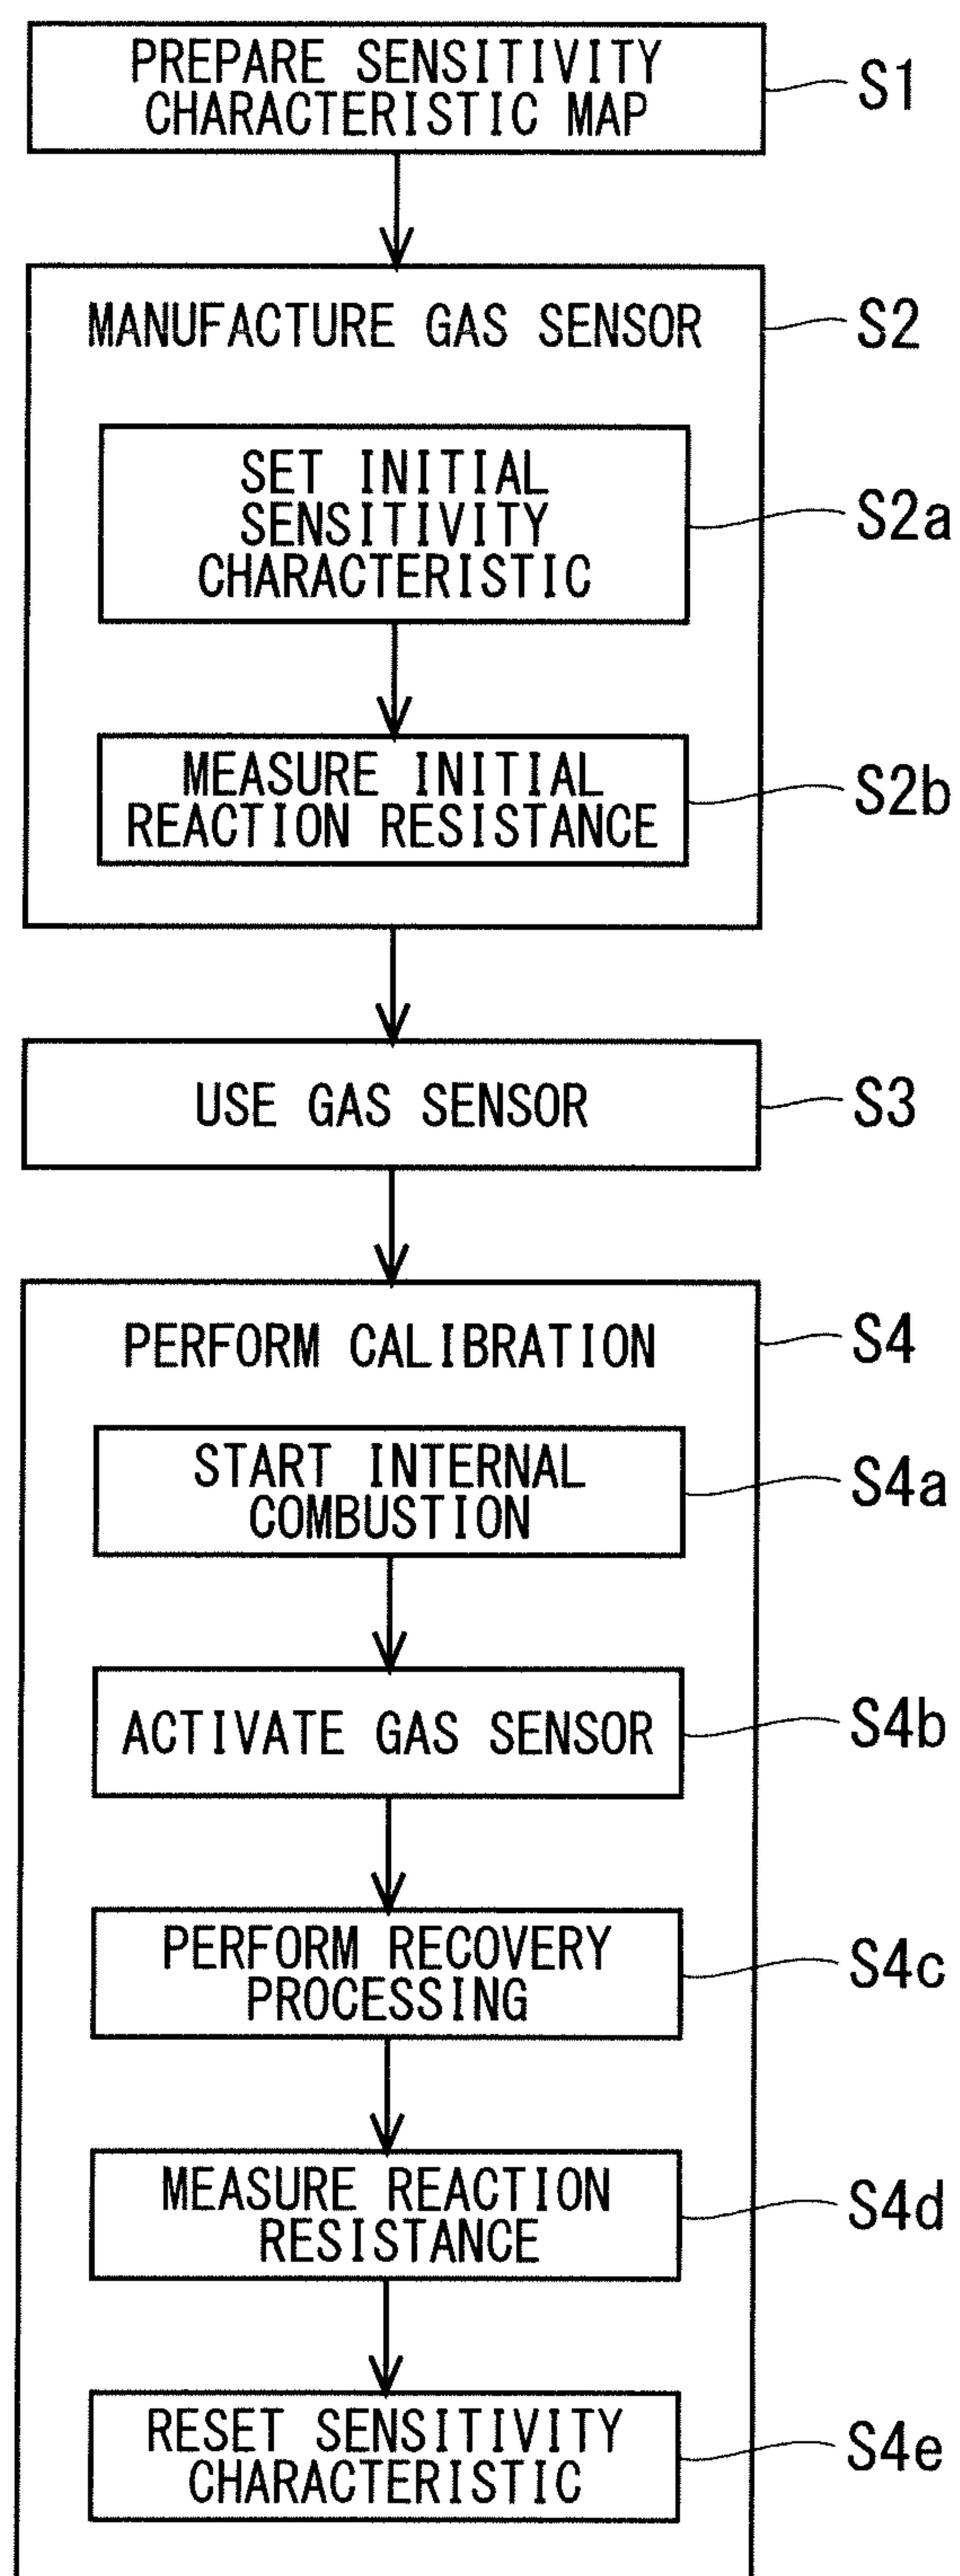 PREPARE SENSITIVITY
CHARACTERISTIC MAP
S1
MANUFACTURE GAS SENSOR
S2
SET INITIAL
SENSITIVITY
CHARACTERISTIC
S2a
MEASURE INITIAL
REACTION RESISTANCE
S2b
USE GAS SENSOR
S3
PERFORM CALIBRATION
S4
START INTERNAL
COMBUSTION
S4a
ACTIVATE GAS SENSOR
S4b
PERFORM RECOVERY
PROCESSING
S4c
MEASURE REACTION
RESISTANCE
S4d
RESET SENSITIVITY
CHARACTERISTIC
S4e